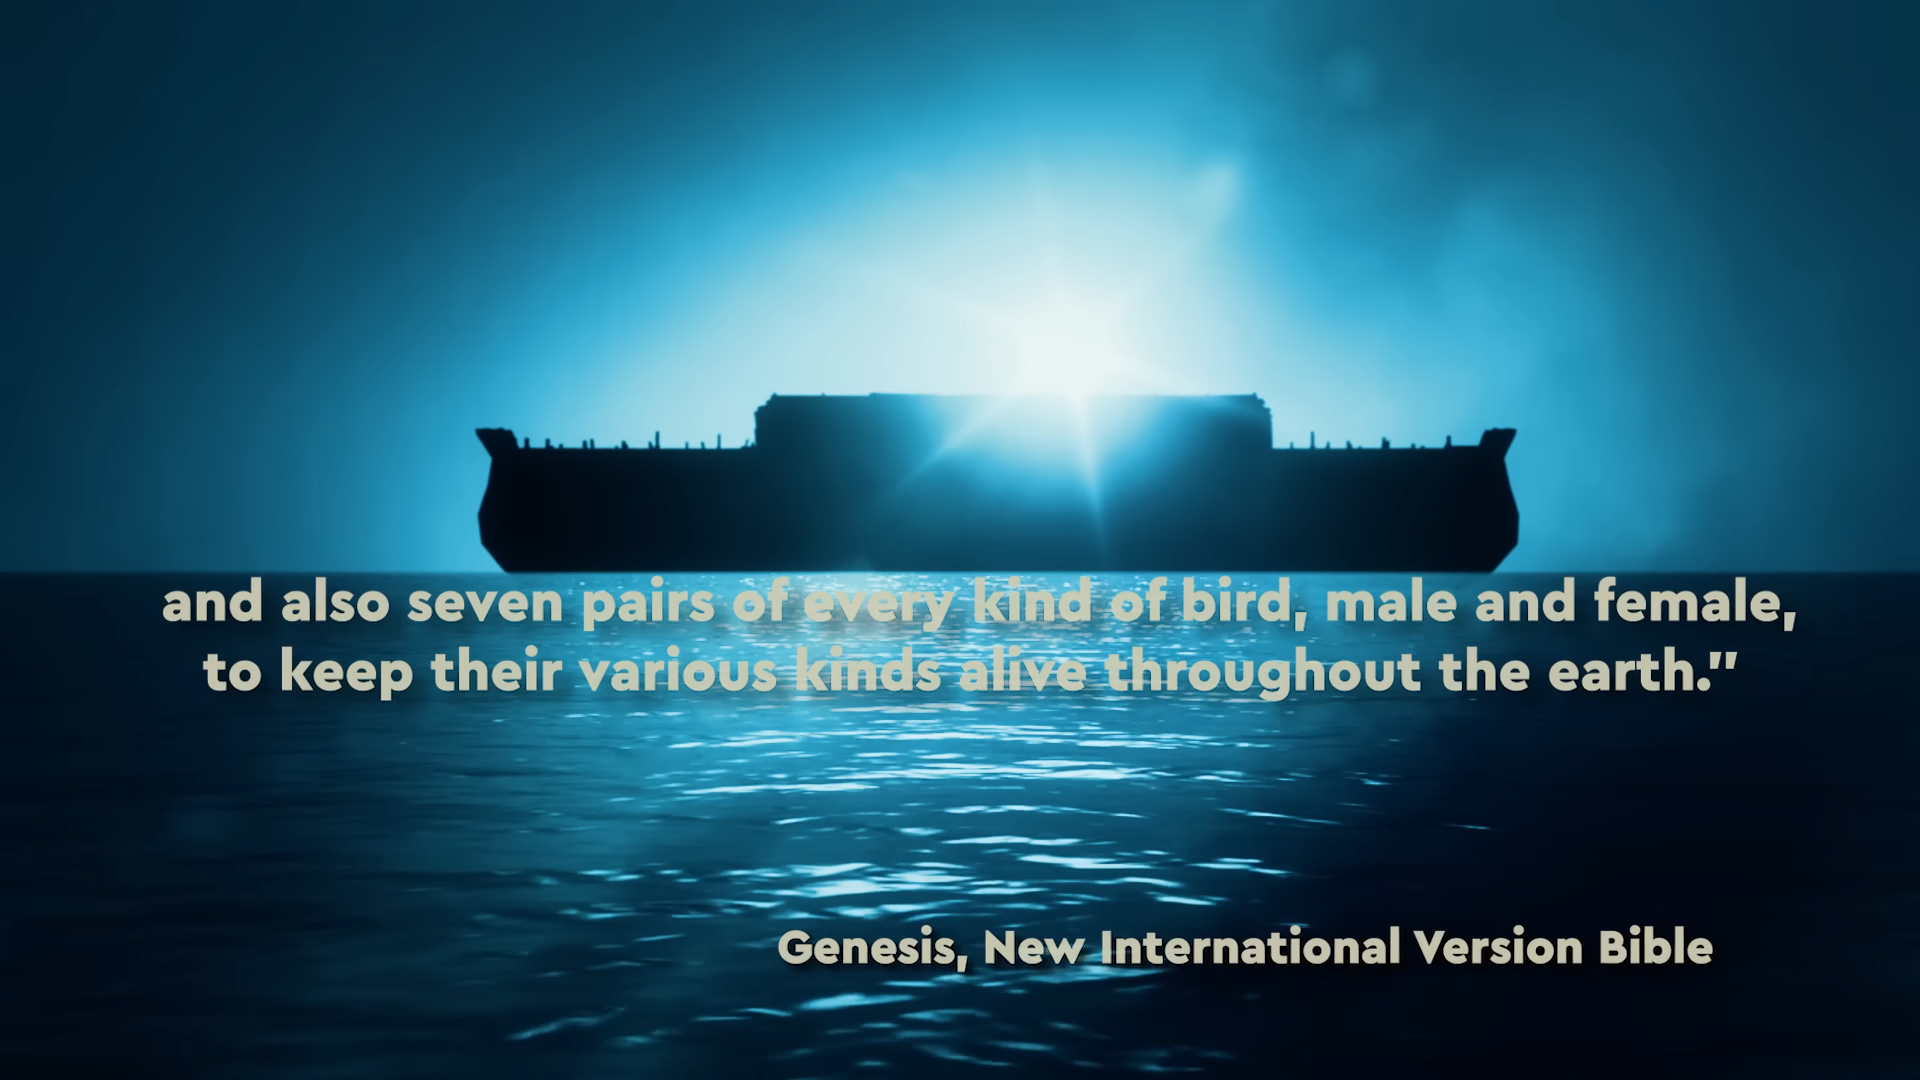 and also seven pairs of every kind of bird, male and female,
to keep their various kinds alive throughout the earth."
Genesis, New International Version Bible